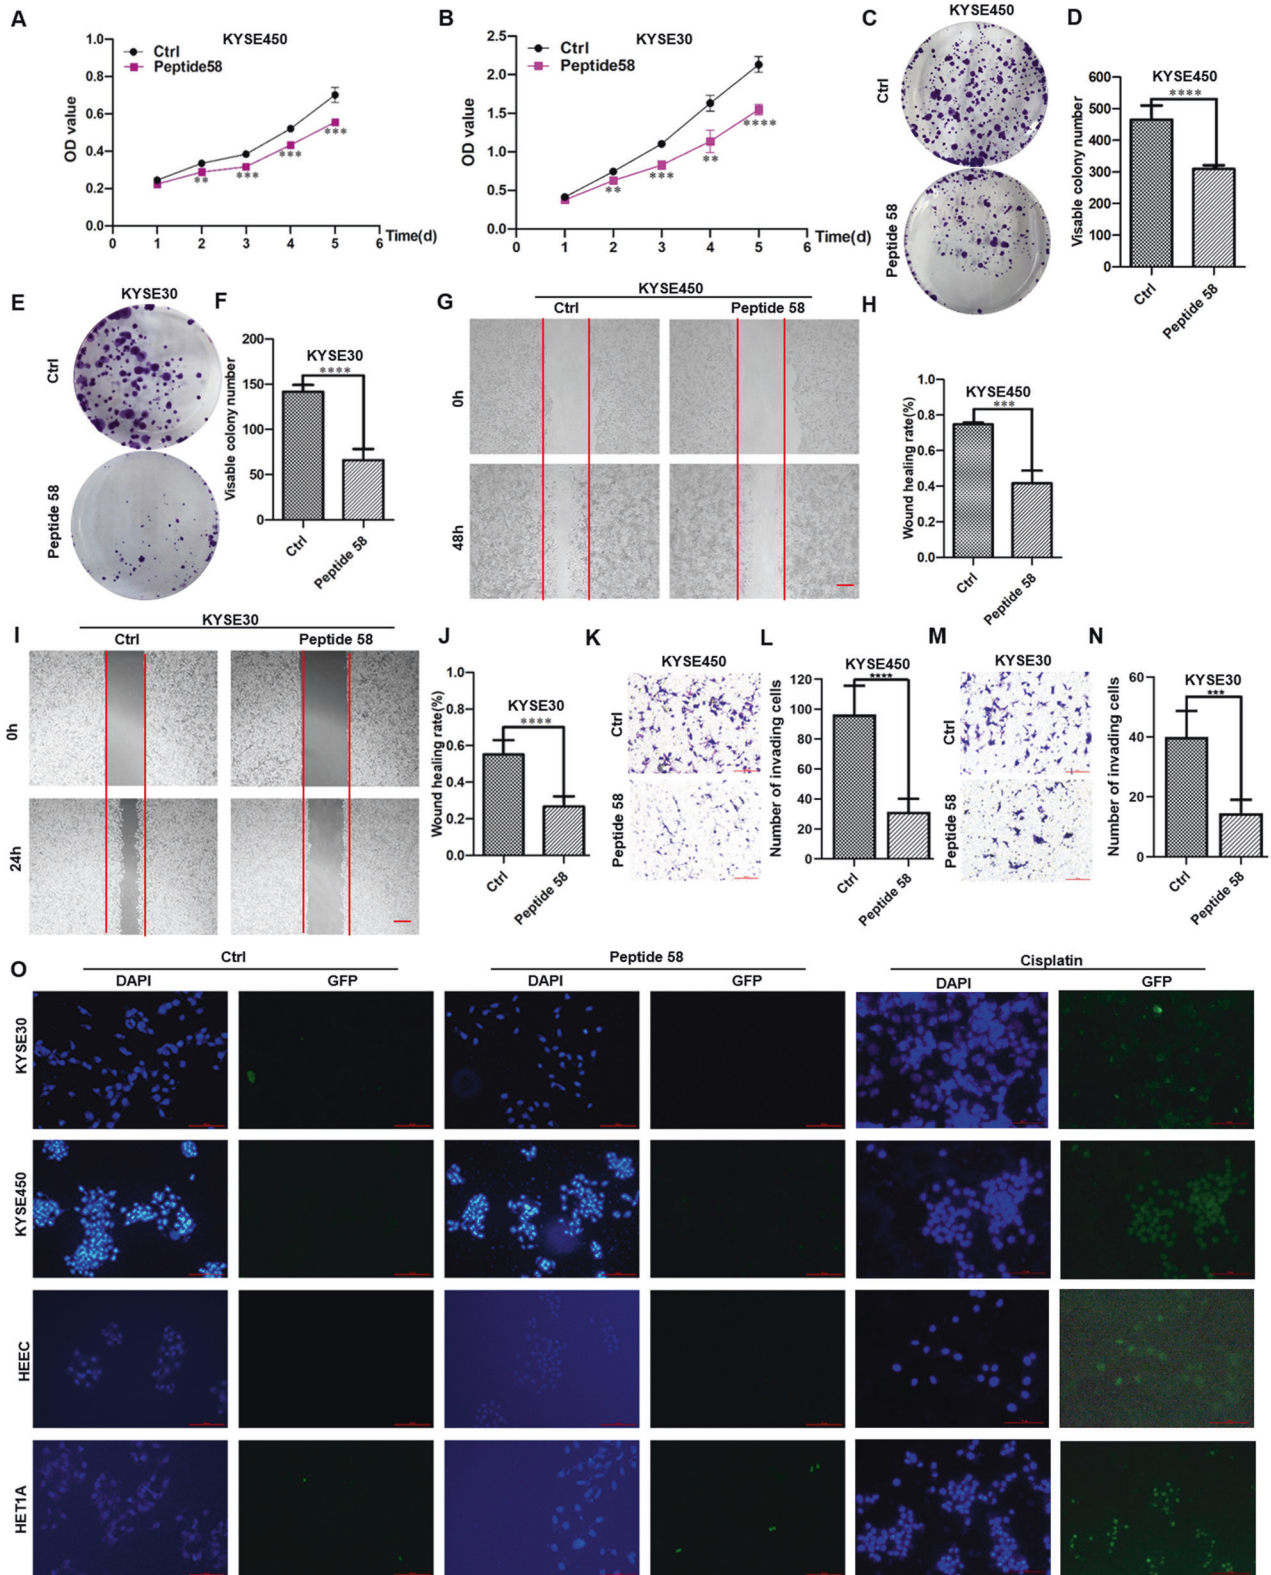 A
KYSE450
Ctrl
Peptide58
OD value
1.0
0.8
0.6
0.4
0.2
0.0
** *** *** ***
0 1 2 3 4 5 6 Time(d)
B
KYSE30
Ctrl
Peptide58
OD value
2.5
2.0
1.5
1.0
0.5
0.0
** *** ** ****
0 1 2 3 4 5 6 Time(d)
C
KYSE450
Ctrl
Peptide 58
D
KYSE450
****
Visable colony number
600
500
400
300
200
100
0
Ctrl
Peptide 58
E
KYSE30
Ctrl
Peptide 58
F
KYSE30
****
Visable colony number
200
150
100
50
0
Ctrl
Peptide 58
G
KYSE450
Ctrl Peptide 58
0h
48h
H
KYSE450
***
Wound healing rate(%)
1.0
0.8
0.6
0.4
0.2
0.0
Ctrl
Peptide 58
I
KYSE30
Ctrl Peptide 58
0h
24h
J
KYSE30
****
Wound healing rate(%)
1.0
0.8
0.6
0.4
0.2
0.0
Ctrl
Peptide 58
K
KYSE450
Ctrl
Peptide 58
L
KYSE450
****
Number of invading cells
120
100
80
60
40
20
0
Ctrl
Peptide 58
M
KYSE30
Ctrl
Peptide 58
N
KYSE30
***
Number of invading cells
60
40
20
0
Ctrl
Peptide 58
O
Ctrl Peptide 58 Cisplatin
DAPI GFP DAPI GFP DAPI GFP
KYSE30
KYSE450
HEEC
HET1A